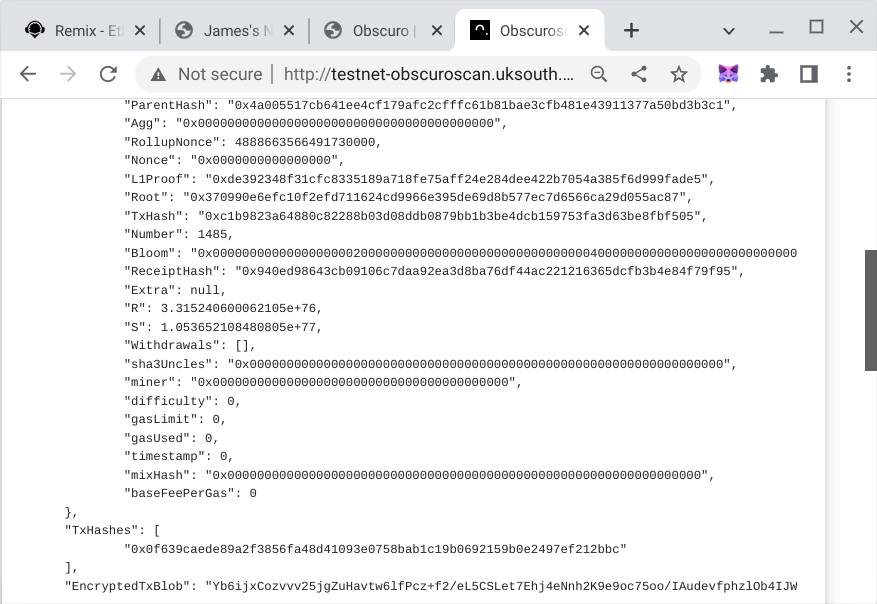 Remix - Et
James's N
Obscuro |
Obscuros
Not secure | http://testnet-obscuroscan.uksouth....
"ParentHash": "0x4a005517cb641ee4cf179afc2cfffc61b81bae3cfb481e43911377a50bd3b3c1",
"Agg": "0x0000000000000000000000000000000000000000",
"RollupNonce": 4888663566491730000,
"Nonce": "0x0000000000000000",
"L1Proof": "0xde392348f31cfc8335189a718fe75aff24e284dee422b7054a385f6d999fade5",
"Root": "0x370990e6efc10f2efd711624cd9966e395de69d8b577ec7d6566ca29d055ac87",
"TxHash": "0xc1b9823a64880c82288b03d08ddb0879bb1b3be4dcb159753fa3d63be8fbf505",
"Number": 1485,
"Bloom": "0x00000000000000000002000000000000000000000000000000040000000000000000000000000000
"ReceiptHash": "0x940ed98643cb09106c7daa92ea3d8ba76df44ac221216365dcfb3b4e84f79f95",
"Extra": null,
"R": 3.315240600062105e+76,
"S": 1.053652108480805e+77,
"Withdrawals": [],
"sha3Uncles": "0x0000000000000000000000000000000000000000000000000000000000000000",
"miner": "0x0000000000000000000000000000000000000000",
"difficulty": 0,
"gasLimit": 0,
"gasUsed": 0,
"timestamp": 0,
"mixHash": "0x0000000000000000000000000000000000000000000000000000000000000000",
"baseFeePerGas": 0
},
"TxHashes": [
"0x0f639caede89a2f3856fa48d41093e0758bab1c19b0692159b0e2497ef212bbc"
],
"EncryptedTxBlob": "Yb6ijxCozvvv25jgZuHavtw6lfPcz+f2/eL5CSLet7Ehj4eNnh2K9e9oc75oo/IAudevfphzlOb4IJW